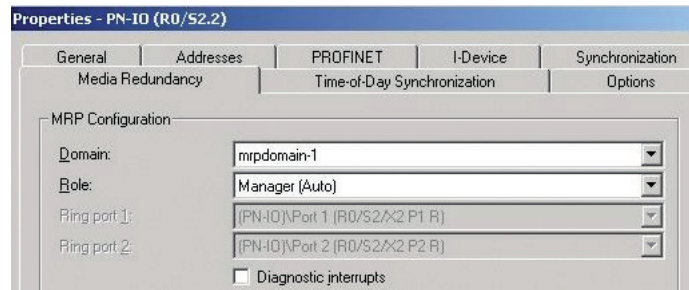 Properties - PN-IO (R0/S2.2)
General Addresses PROFINET I-Device Synchronization
Media Redundancy Time-of-Day Synchronization Options
MRP Configuration
Domain: mrpdomain-1
Role: Manager (Auto)
Ring port 1: (PN-IO)\Port 1 (R0/S2/X2 P1 R)
Ring port 2: (PN-IO)\Port 2 (R0/S2/X2 P2 R)
Diagnostic interrupts